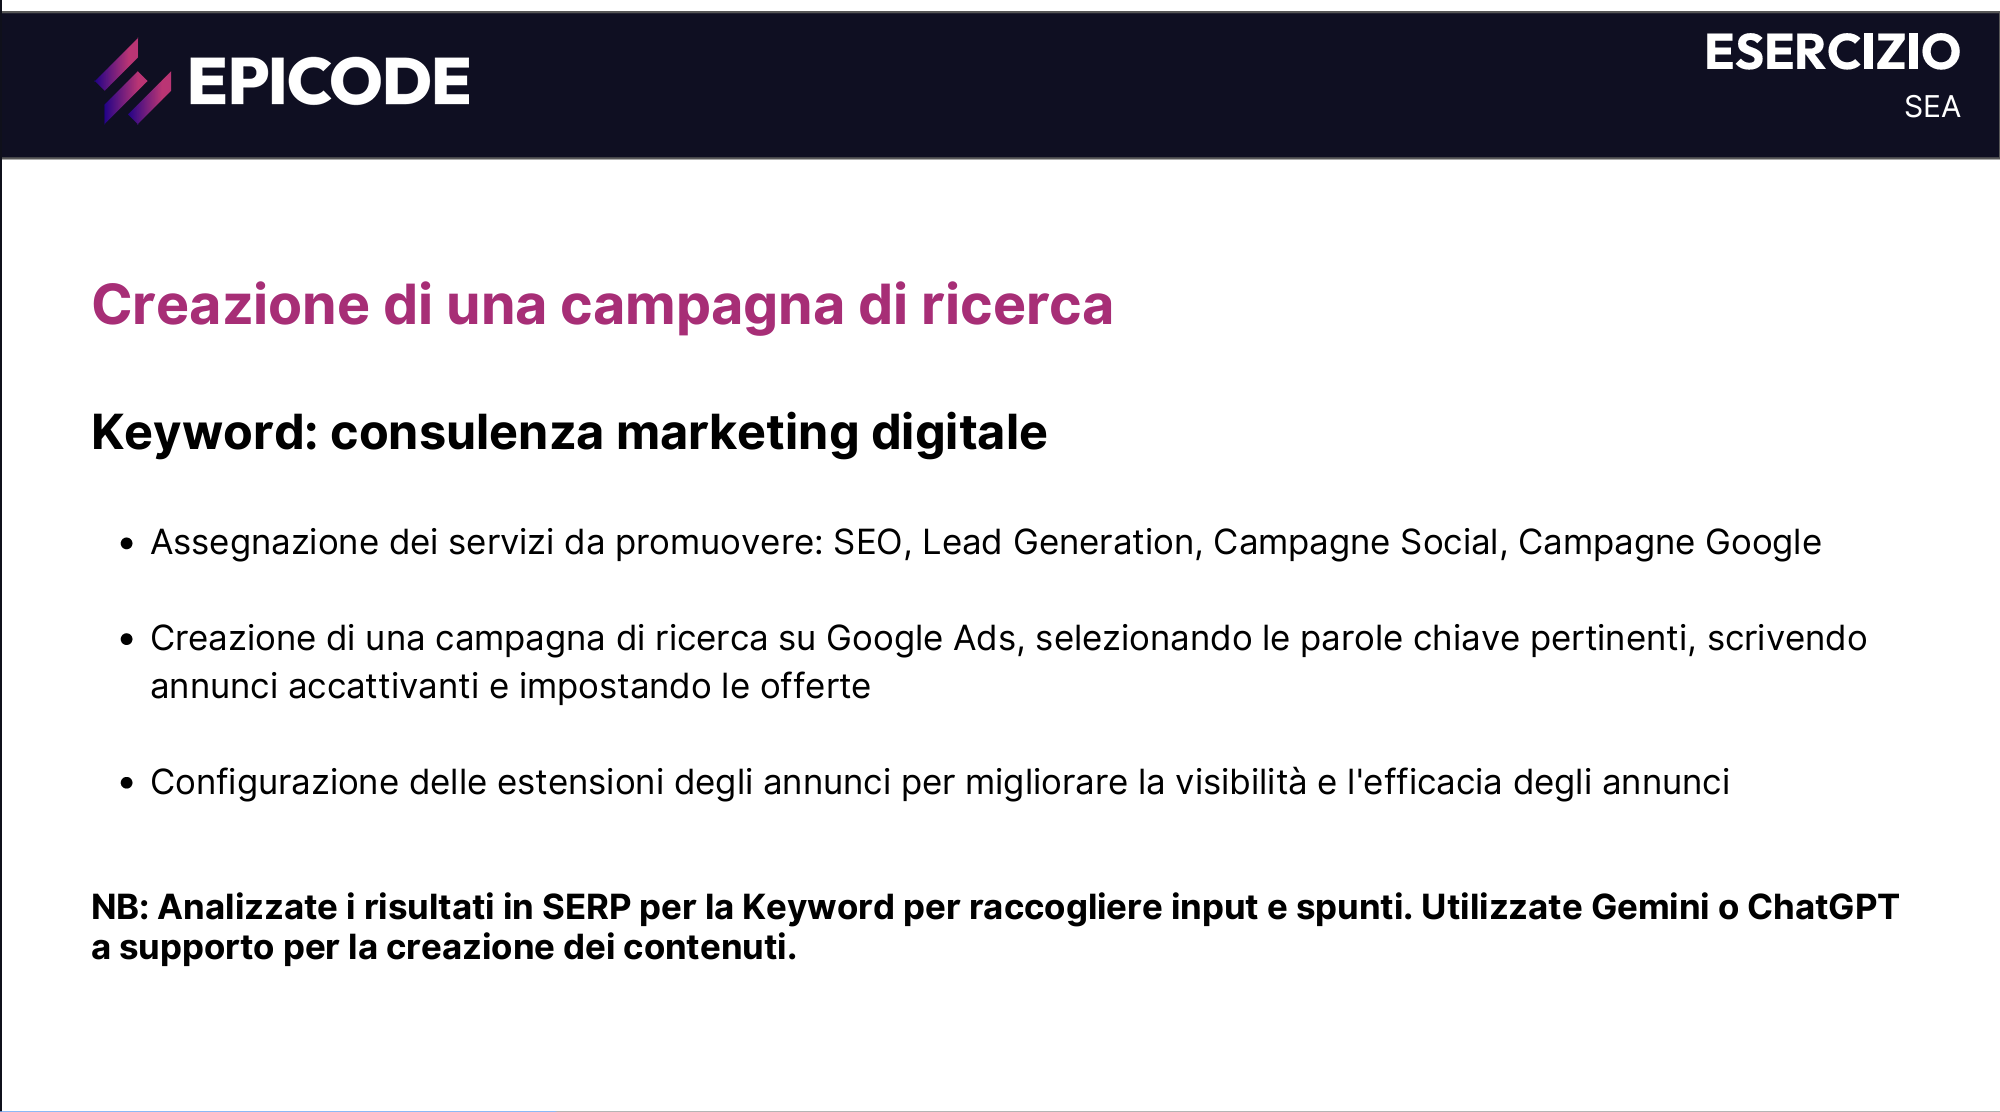 EPICODE
ESERCIZIO
SEA
Creazione di una campagna di ricerca
Keyword: consulenza marketing digitale
• Assegnazione dei servizi da promuovere: SEO, Lead Generation, Campagne Social, Campagne Google
• Creazione di una campagna di ricerca su Google Ads, selezionando le parole chiave pertinenti, scrivendo
annunci accattivanti e impostando le offerte
• Configurazione delle estensioni degli annunci per migliorare la visibilità e l'efficacia degli annunci
NB: Analizzate i risultati in SERP per la Keyword per raccogliere input e spunti. Utilizzate Gemini o ChatGPT
a supporto per la creazione dei contenuti.